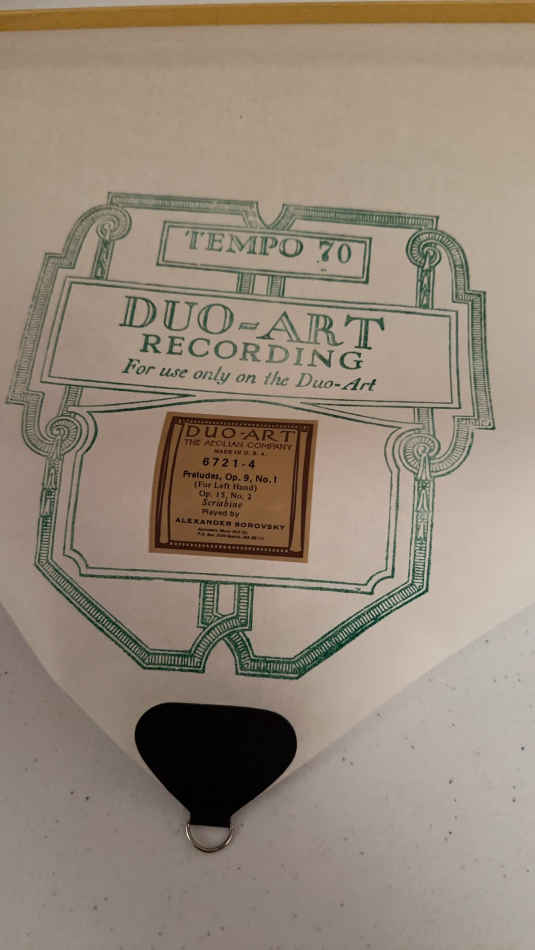 TEMPO 70
DUO-ART
RECORDING
For use only on the Duo-Art
DUO-ART
THE AEOLIAN COMPANY
MADE IN U.S.A.
6721-4
Preludes, Op. 9, No. 1
(For Left Hand)
Op. 15, No. 2
Scriabine
Played by
ALEXANDER BOROVSKY